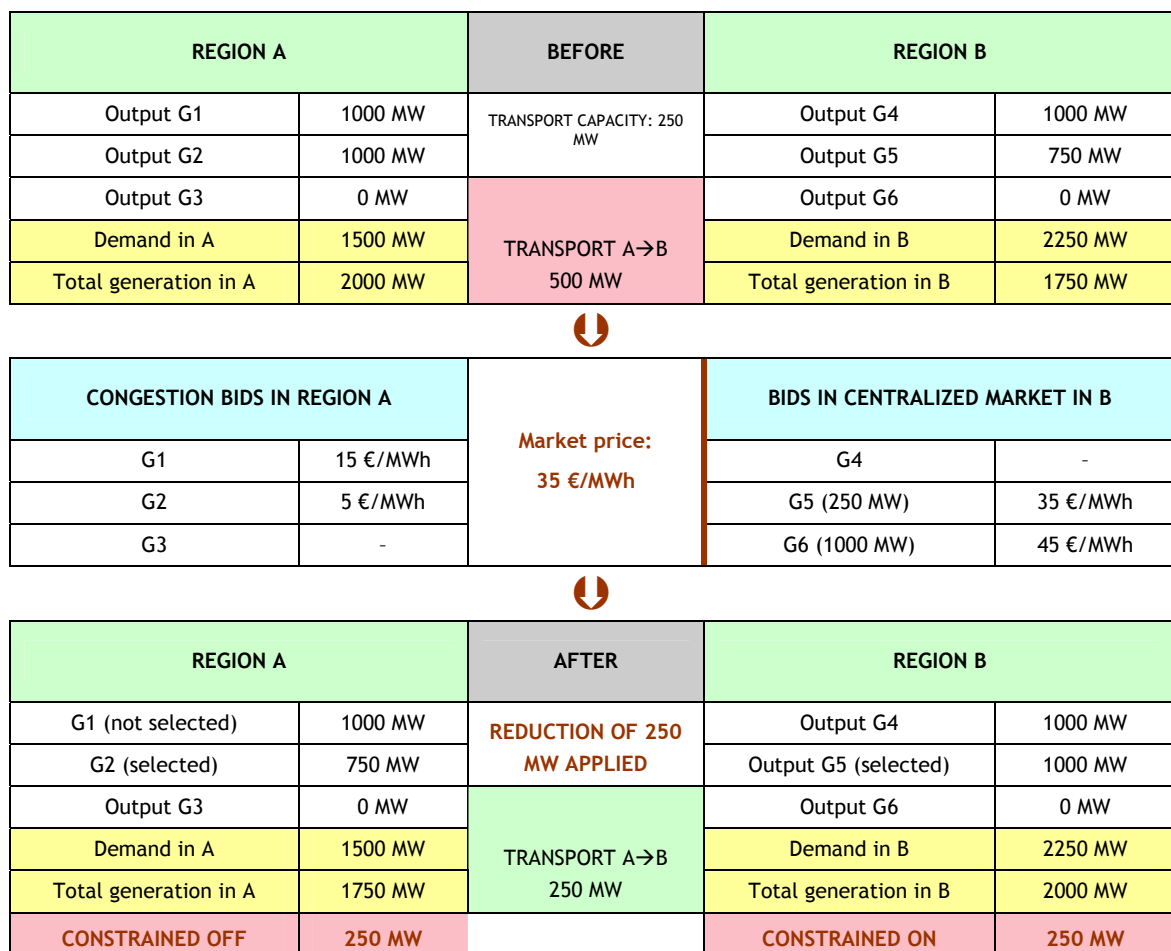 REGION A BEFORE REGION B
Output G1 1000 MW TRANSPORT CAPACITY: 250 MW Output G4 1000 MW
Output G2 1000 MW Output G5 750 MW
Output G3 0 MW TRANSPORT A→B 500 MW Output G6 0 MW
Demand in A 1500 MW Demand in B 2250 MW
Total generation in A 2000 MW Total generation in B 1750 MW
CONGESTION BIDS IN REGION A Market price: 35 €/MWh BIDS IN CENTRALIZED MARKET IN B
G1 15 €/MWh G4 –
G2 5 €/MWh G5 (250 MW) 35 €/MWh
G3 – G6 (1000 MW) 45 €/MWh
REGION A AFTER REGION B
G1 (not selected) 1000 MW REDUCTION OF 250 MW APPLIED Output G4 1000 MW
G2 (selected) 750 MW Output G5 (selected) 1000 MW
Output G3 0 MW TRANSPORT A→B 250 MW Output G6 0 MW
Demand in A 1500 MW Demand in B 2250 MW
Total generation in A 1750 MW Total generation in B 2000 MW
CONSTRAINED OFF 250 MW CONSTRAINED ON 250 MW